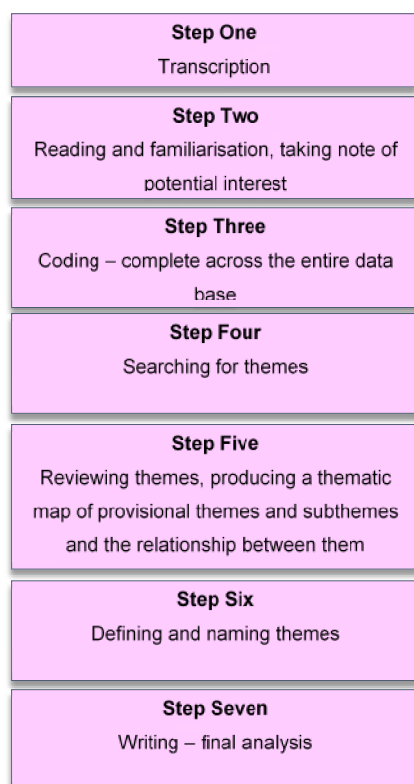 Step One
Transcription
Step Two
Reading and familiarisation, taking note of
potential interest
Step Three
Coding – complete across the entire data
base
Step Four
Searching for themes
Step Five
Reviewing themes, producing a thematic
map of provisional themes and subthemes
and the relationship between them
Step Six
Defining and naming themes
Step Seven
Writing – final analysis